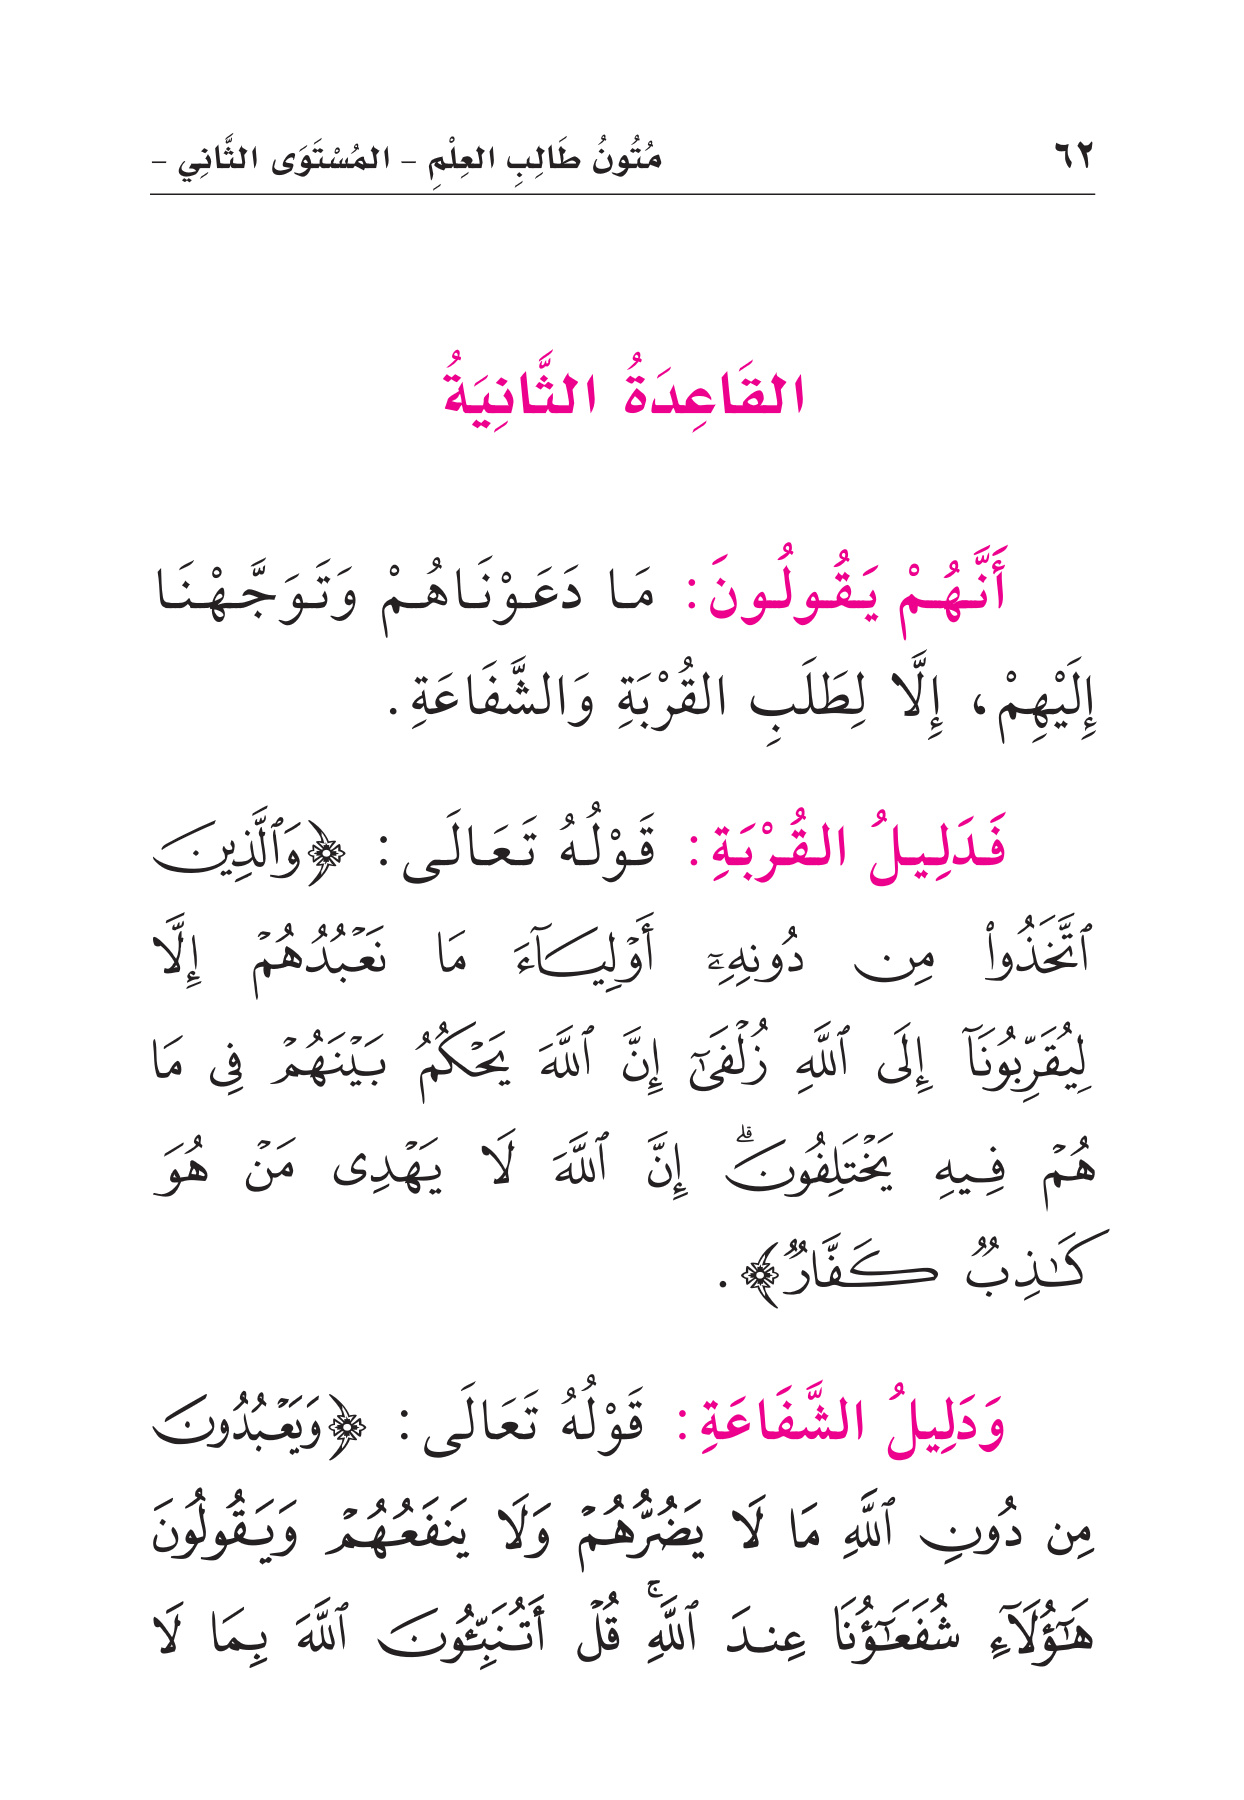 ٦٢ مُتُونُ طَالِبِ العِلْمِ – المُسْتَوَى الثَّانِي –
القَاعِدَةُ الثَّانِيَةُ
أَنَّهُمْ يَقُولُونَ: مَا دَعَوْنَاهُمْ وَتَوَجَّهْنَا
إِلَيْهِمْ، إِلَّا لِطَلَبِ القُرْبَةِ وَالشَّفَاعَةِ.
فَدَلِيلُ القُرْبَةِ: قَوْلُهُ تَعَالَى: ﴿وَٱلَّذِينَ
ٱتَّخَذُوا۟ مِن دُونِهِۦٓ أَوْلِيَآءَ مَا نَعْبُدُهُمْ إِلَّا
لِيُقَرِّبُونَآ إِلَى ٱللَّهِ زُلْفَىٰٓ إِنَّ ٱللَّهَ يَحْكُمُ بَيْنَهُمْ فِى مَا
هُمْ فِيهِ يَخْتَلِفُونَ ۗ إِنَّ ٱللَّهَ لَا يَهْدِى مَنْ هُوَ
كَـٰذِبٌ كَفَّارٌ﴾.
وَدَلِيلُ الشَّفَاعَةِ: قَوْلُهُ تَعَالَى: ﴿وَيَعْبُدُونَ
مِن دُونِ ٱللَّهِ مَا لَا يَضُرُّهُمْ وَلَا يَنفَعُهُمْ وَيَقُولُونَ
هَـٰٓؤُلَآءِ شُفَعَـٰٓؤُنَا عِندَ ٱللَّهِ ۚ قُلْ أَتُنَبِّـُٔونَ ٱللَّهَ بِمَا لَا